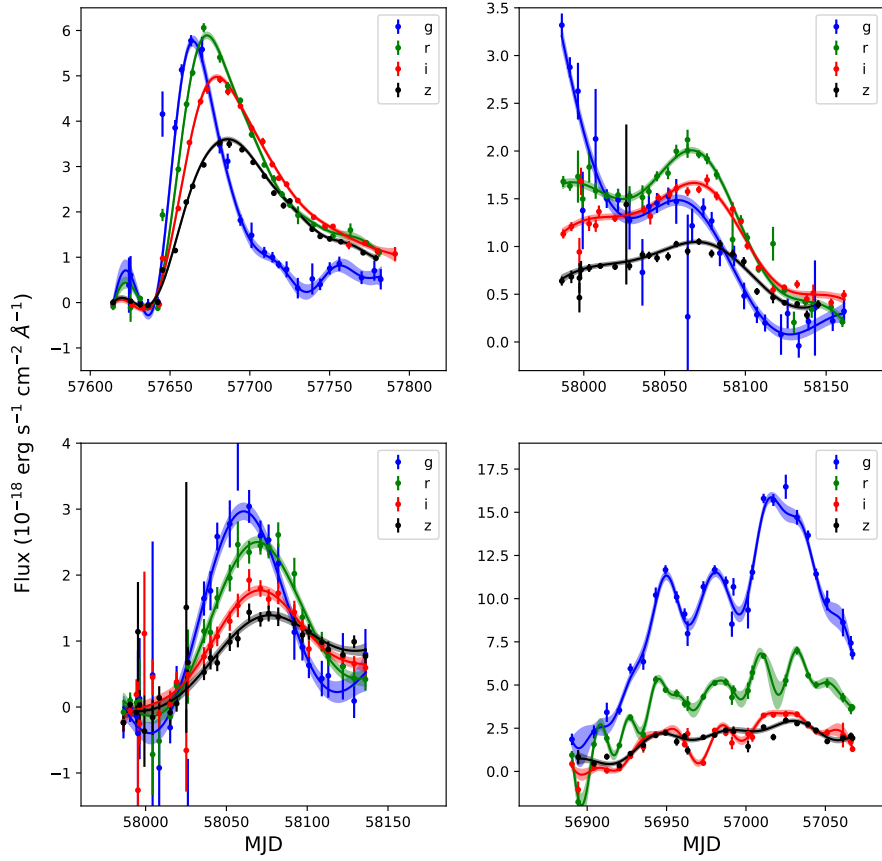 6
5
4
3
2
1
0
−1
57600 57650 57700 57750 57800
g
r
i
z
3.5
3.0
2.5
2.0
1.5
1.0
0.5
0.0
58000 58050 58100 58150
g
r
i
z
Flux (10⁻¹⁸ erg s⁻¹ cm⁻² Å⁻¹)
4
3
2
1
0
−1
58000 58050 58100 58150
MJD
g
r
i
z
17.5
15.0
12.5
10.0
7.5
5.0
2.5
0.0
56900 56950 57000 57050
MJD
g
r
i
z